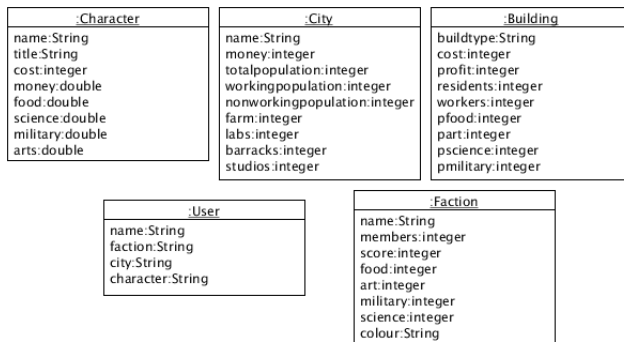 :Character
name:String
title:String
cost:integer
money:double
food:double
science:double
military:double
arts:double
:City
name:String
money:integer
totalpopulation:integer
workingpopulation:integer
nonworkingpopulation:integer
farm:integer
labs:integer
barracks:integer
studios:integer
:Building
buildtype:String
cost:integer
profit:integer
residents:integer
workers:integer
pfood:integer
part:integer
pscience:integer
pmilitary:integer
:User
name:String
faction:String
city:String
character:String
:Faction
name:String
members:integer
score:integer
food:integer
art:integer
military:integer
science:integer
colour:String